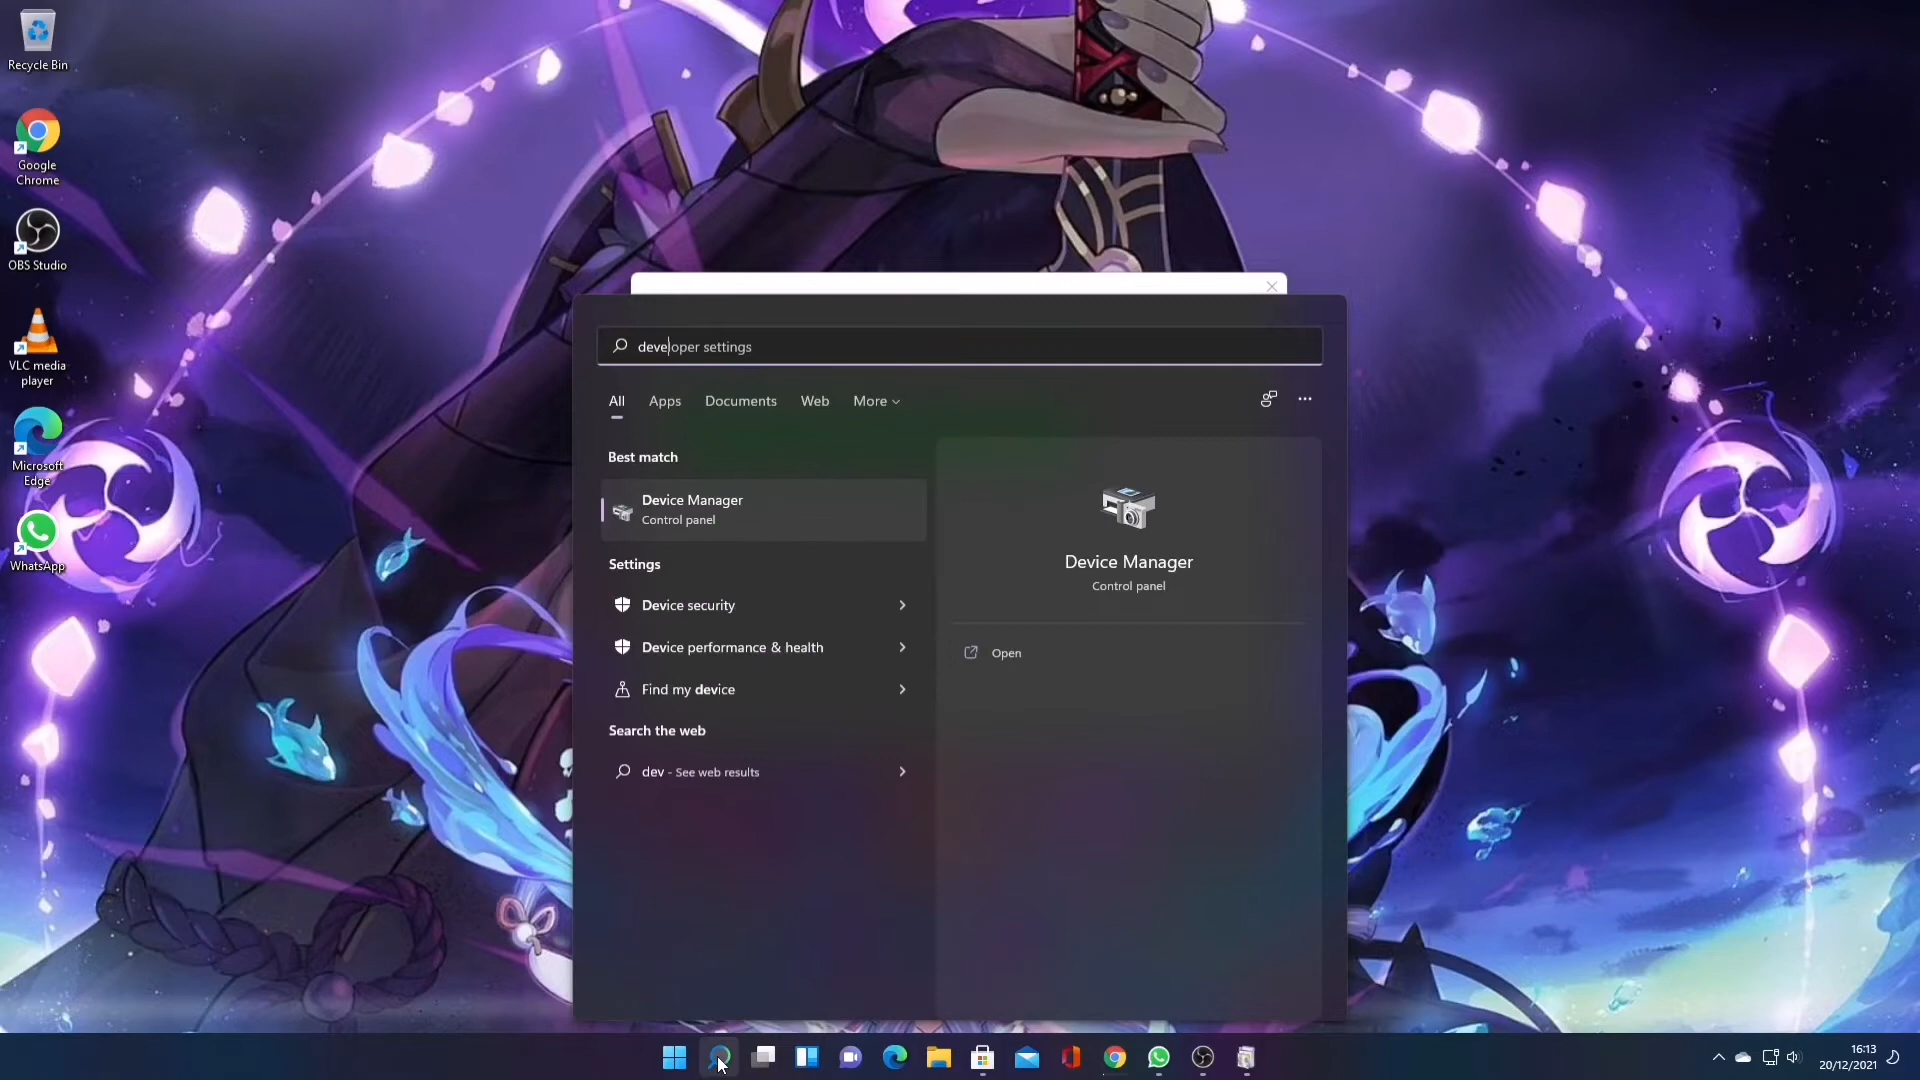 Recycle Bin
Google
Chrome
OBS Studio
VLC media
player
Microsoft
Edge
WhatsApp
developer settings
All
Apps
Documents
Web
More
Best match
Device Manager
Control panel
Settings
Device security
Device performance & health
Find my device
Search the web
dev - See web results
Device Manager
Control panel
Open
16:13
20/12/2021